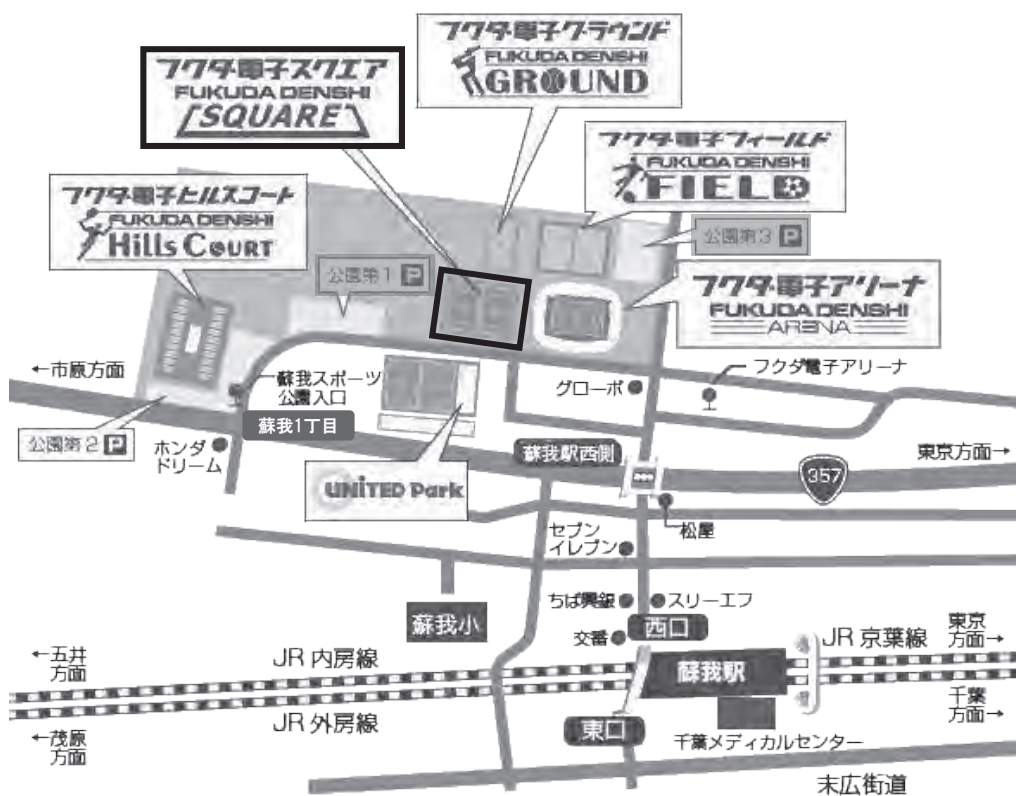 フクダ電子グラウンド
FUKUDA DENSHI
GROUND
フクダ電子スクエア
FUKUDA DENSHI
SQUARE
フクダ電子フィールド
FUKUDA DENSHI
FIELD
フクダ電子ヒルスコート
FUKUDA DENSHI
Hills Court
公園第3 P
公園第1 P
フクダ電子アリーナ
FUKUDA DENSHI
ARENA
←市原方面
蘇我スポーツ
公園入口
グローボ
フクダ電子アリーナ
蘇我1丁目
公園第2 P
ホンダ
ドリーム
蘇我駅西側
東京方面→
357
UNITED Park
松屋
セブン
イレブン
ちば興銀
スリーエフ
蘇我小
交番
西口
JR 京葉線
東京
方面→
←五井
方面
JR 内房線
蘇我駅
JR 外房線
千葉
方面→
東口
←茂原
方面
千葉メディカルセンター
末広街道